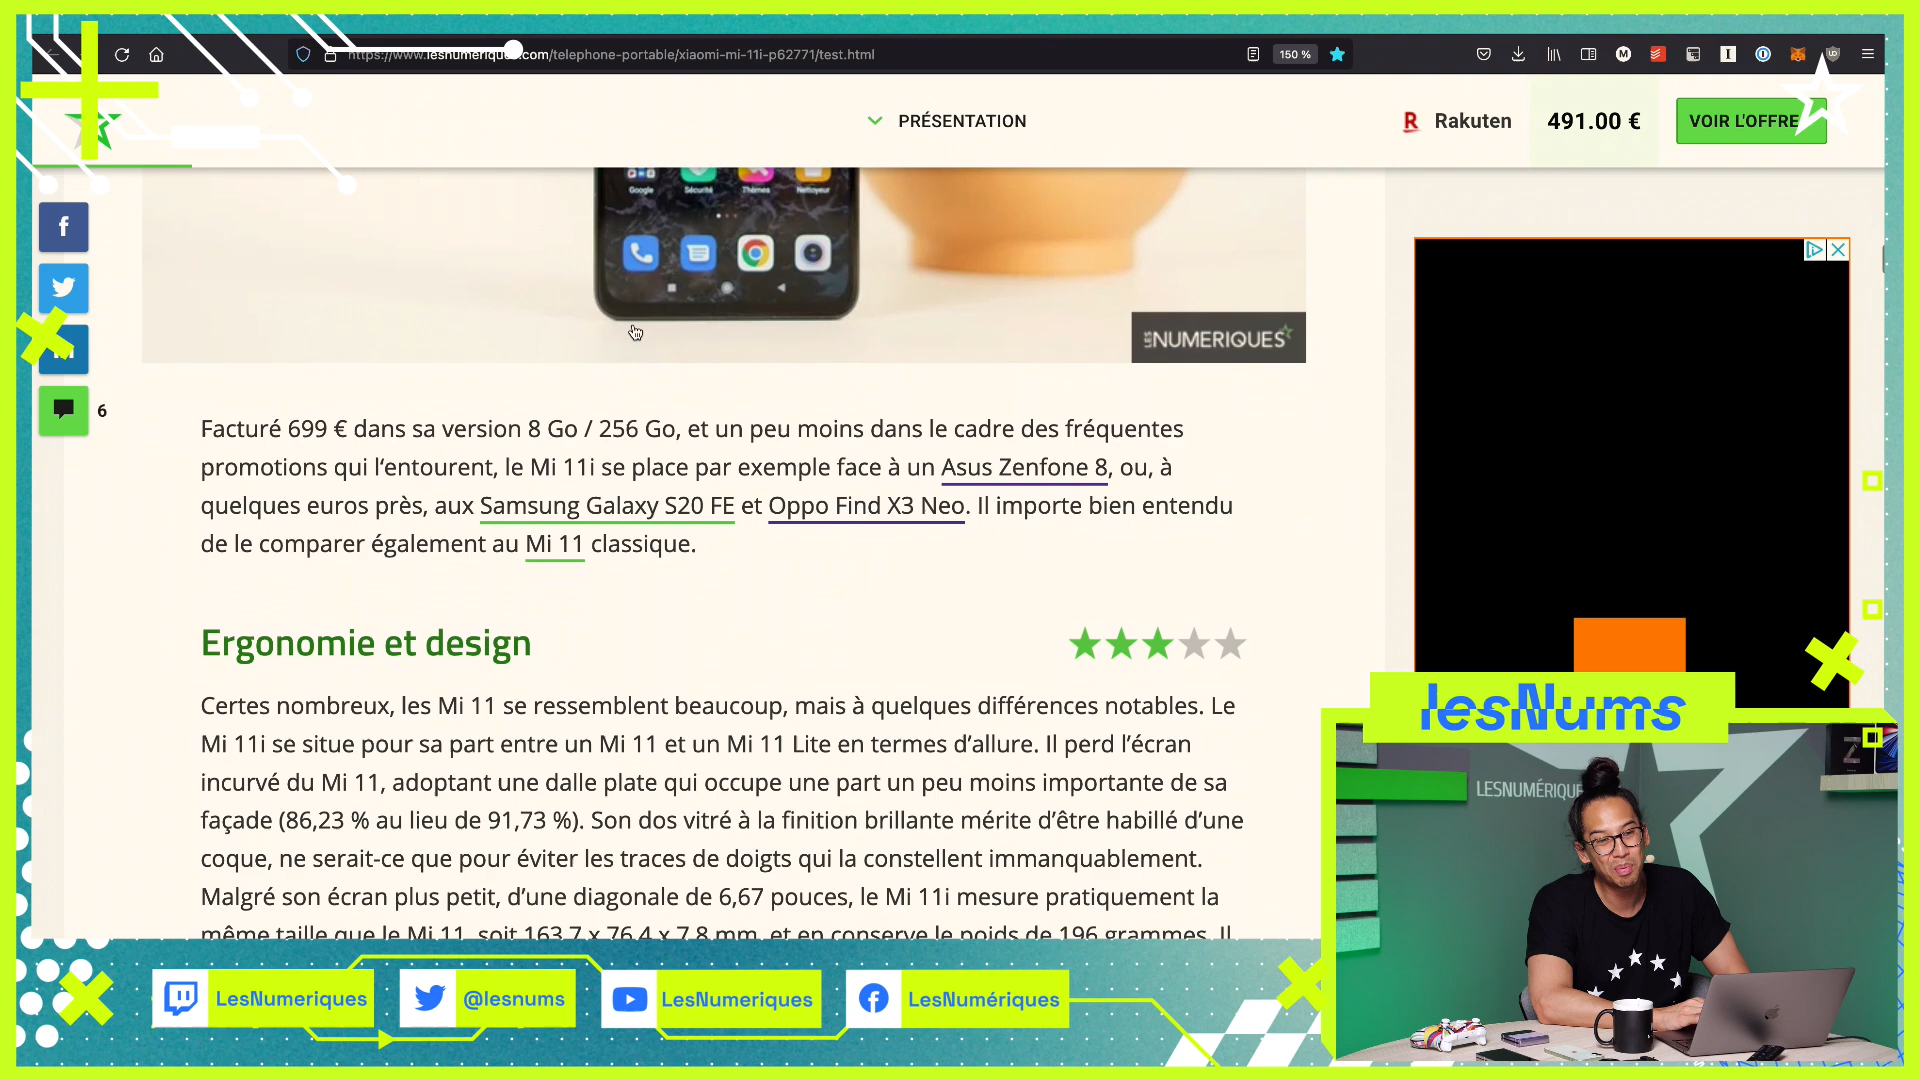 https://www.lesnumeriques.com/telephone-portable/xiaomi-mi-11i-p62771/test.html
150 %
PRÉSENTATION
R Rakuten
491.00 €
VOIR L'OFFRE
Google
Sécurité
Thèmes
Nettoyeur
LES NUMERIQUES
6
Facturé 699 € dans sa version 8 Go / 256 Go, et un peu moins dans le cadre des fréquentes
promotions qui l'entourent, le Mi 11i se place par exemple face à un Asus Zenfone 8, ou, à
quelques euros près, aux Samsung Galaxy S20 FE et Oppo Find X3 Neo. Il importe bien entendu
de le comparer également au Mi 11 classique.
Ergonomie et design
Certes nombreux, les Mi 11 se ressemblent beaucoup, mais à quelques différences notables. Le
Mi 11i se situe pour sa part entre un Mi 11 et un Mi 11 Lite en termes d'allure. Il perd l'écran
incurvé du Mi 11, adoptant une dalle plate qui occupe une part un peu moins importante de sa
façade (86,23 % au lieu de 91,73 %). Son dos vitré à la finition brillante mérite d'être habillé d'une
coque, ne serait-ce que pour éviter les traces de doigts qui la constellent immanquablement.
Malgré son écran plus petit, d'une diagonale de 6,67 pouces, le Mi 11i mesure pratiquement la
même taille que le Mi 11, soit 163,7 x 76,4 x 7,8 mm, et en conserve le poids de 196 grammes. Il
lesNums
LESNUMÉRIQUE
Z
LesNumeriques
@lesnums
LesNumeriques
LesNumériques